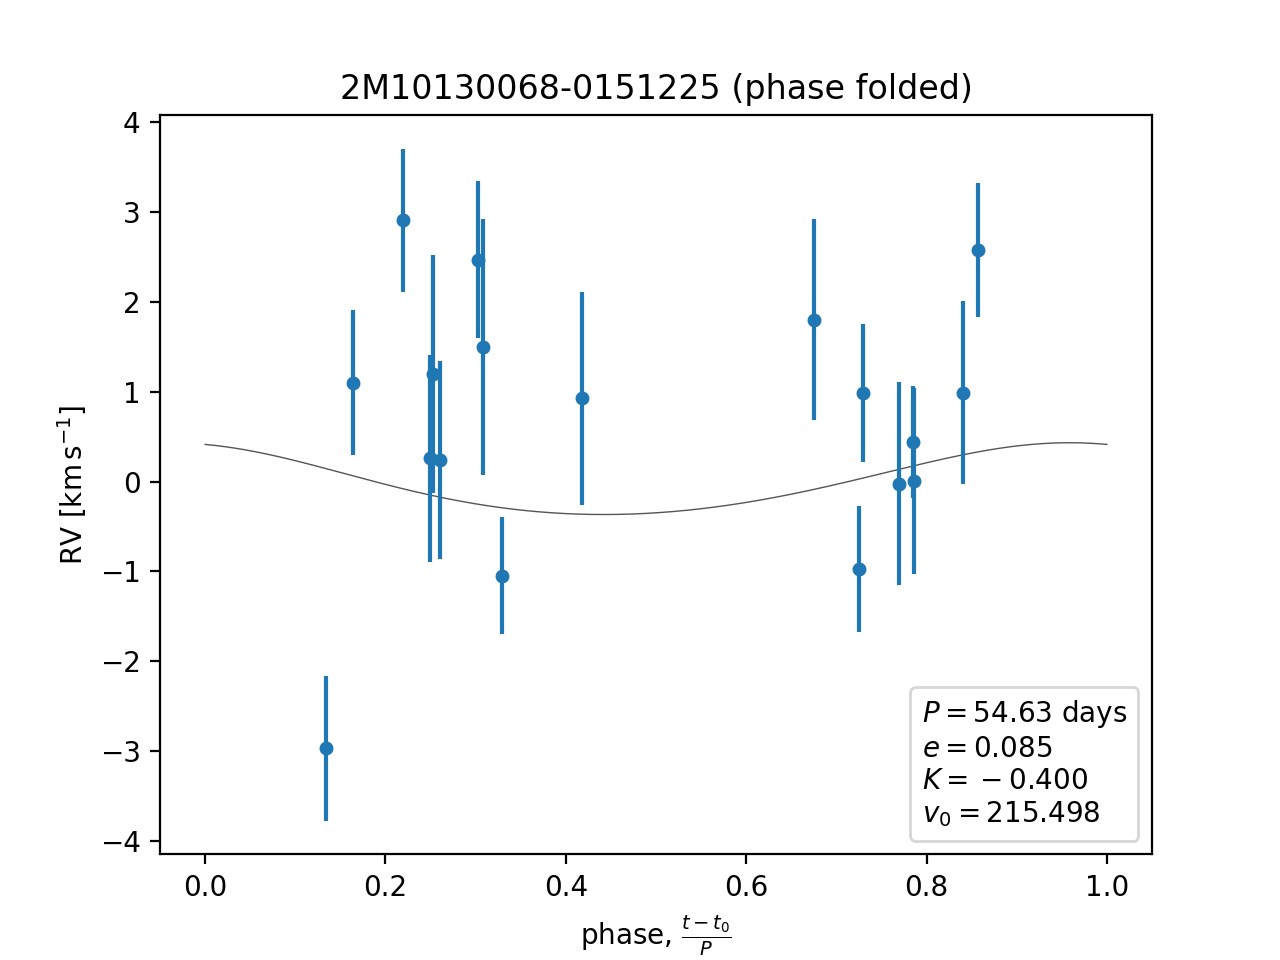 2M10130068-0151225 (phase folded)
4
3
2
1
0
−1
−2
−3
−4
RV [km s⁻¹]
P = 54.63 days
e = 0.085
K = −0.400
v₀ = 215.498
0.0 0.2 0.4 0.6 0.8 1.0
phase, (t − t₀)/P